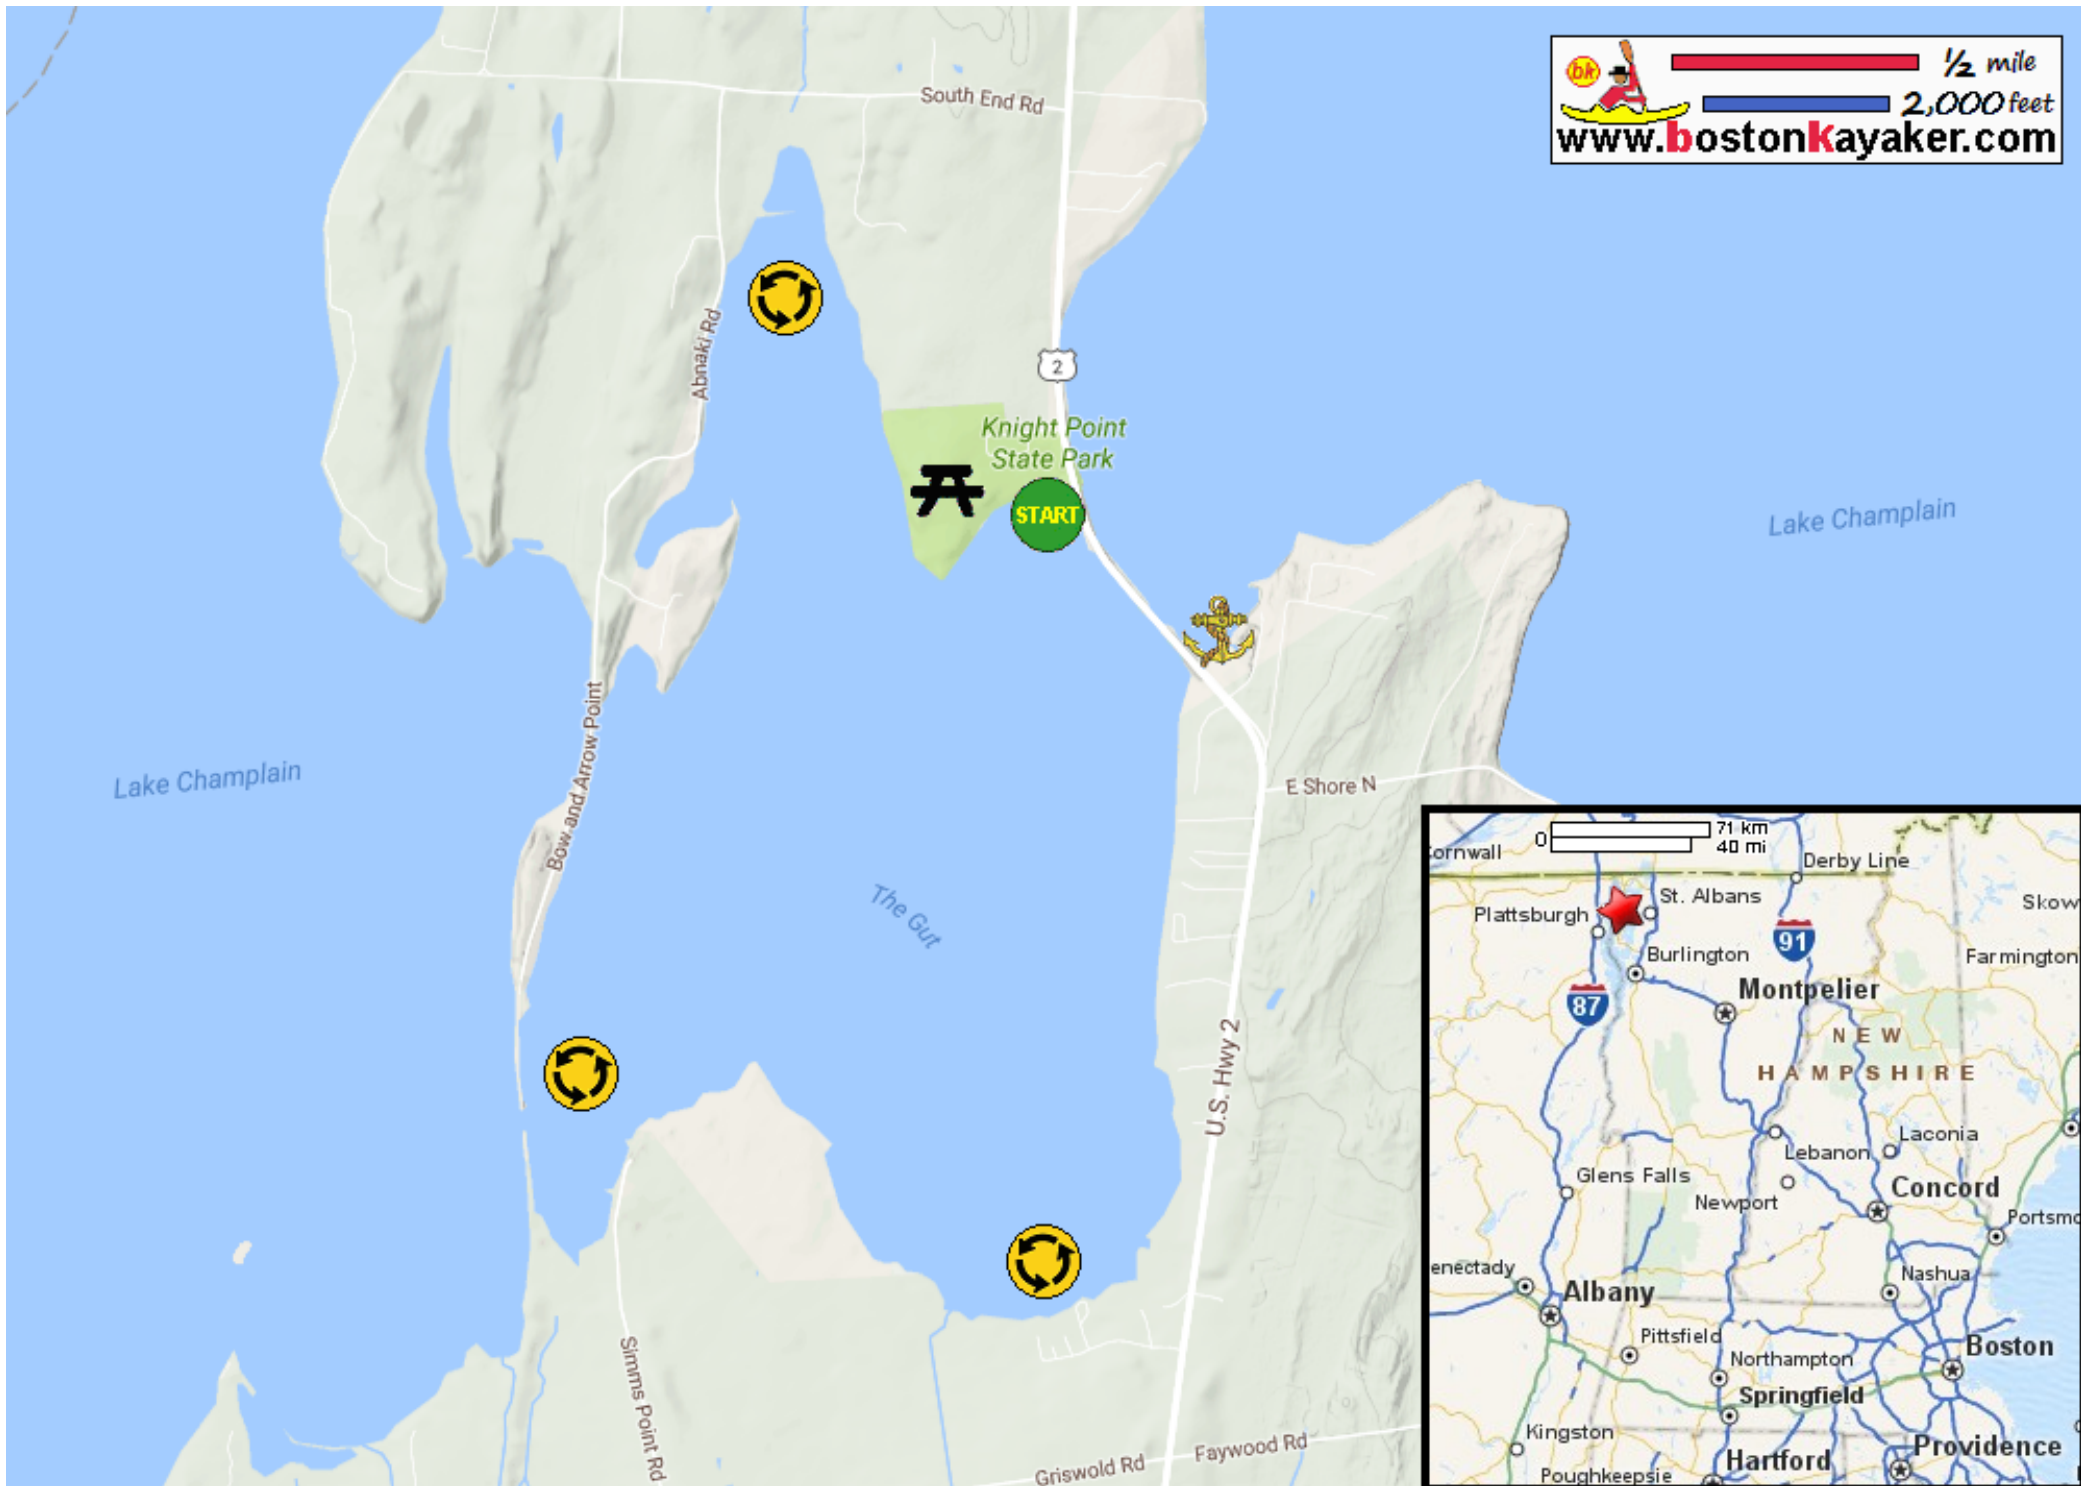 bk
½ mile
2,000 feet
www.bostonKayaker.com
South End Rd
Abnaki Rd
2
Knight Point
State Park
START
Lake Champlain
Bow and Arrow Point
Lake Champlain
E Shore N
The Gut
U.S. Hwy 2
Simms Point Rd
Griswold Rd
Faywood Rd
0
71 km
40 mi
Cornwall
Derby Line
St. Albans
Plattsburgh
Skow
91
Burlington
Farmington
87
Montpelier
NEW
HAMPSHIRE
Laconia
Lebanon
Glens Falls
Newport
Concord
Portsmo
enectady
Nashua
Albany
Pittsfield
Boston
Northampton
Springfield
Kingston
Hartford
Providence
Poughkeepsie